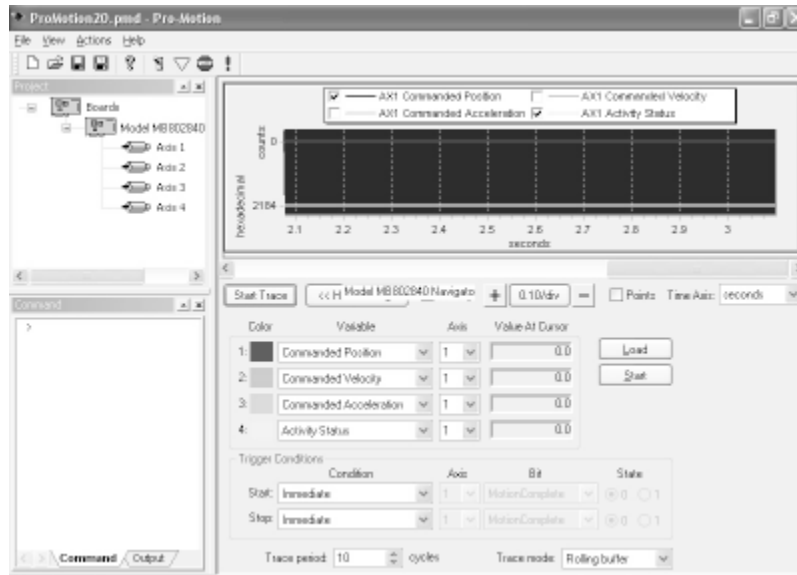 ProMotion20.pmd - Pro-Motion
File View Actions Help
Project
Boards
Model MB802840
Axis 1
Axis 2
Axis 3
Axis 4
AX1 Commanded Position
AX1 Commanded Velocity
AX1 Commanded Acceleration
AX1 Activity Status
counts
0
hexadecimal
2184
2.1 2.2 2.3 2.4 2.5 2.6 2.7 2.8 2.9 3
seconds
Start Trace << H Model MB802840 Navigato + 0.10/div - Points Time Axis: seconds
Command
>
Color Variable Axis Value At Cursor
1: Commanded Position 1 0.0 Load
2: Commanded Velocity 1 0.0 Start
3: Commanded Acceleration 1 0.0
4: Activity Status 1 0.0
Trigger Conditions
Condition Axis Bit State
Start: Immediate 1 MotionComplete 0 1
Stop: Immediate 1 MotionComplete 0 1
Trace period: 10 cycles Trace mode: Rolling buffer
Command Output